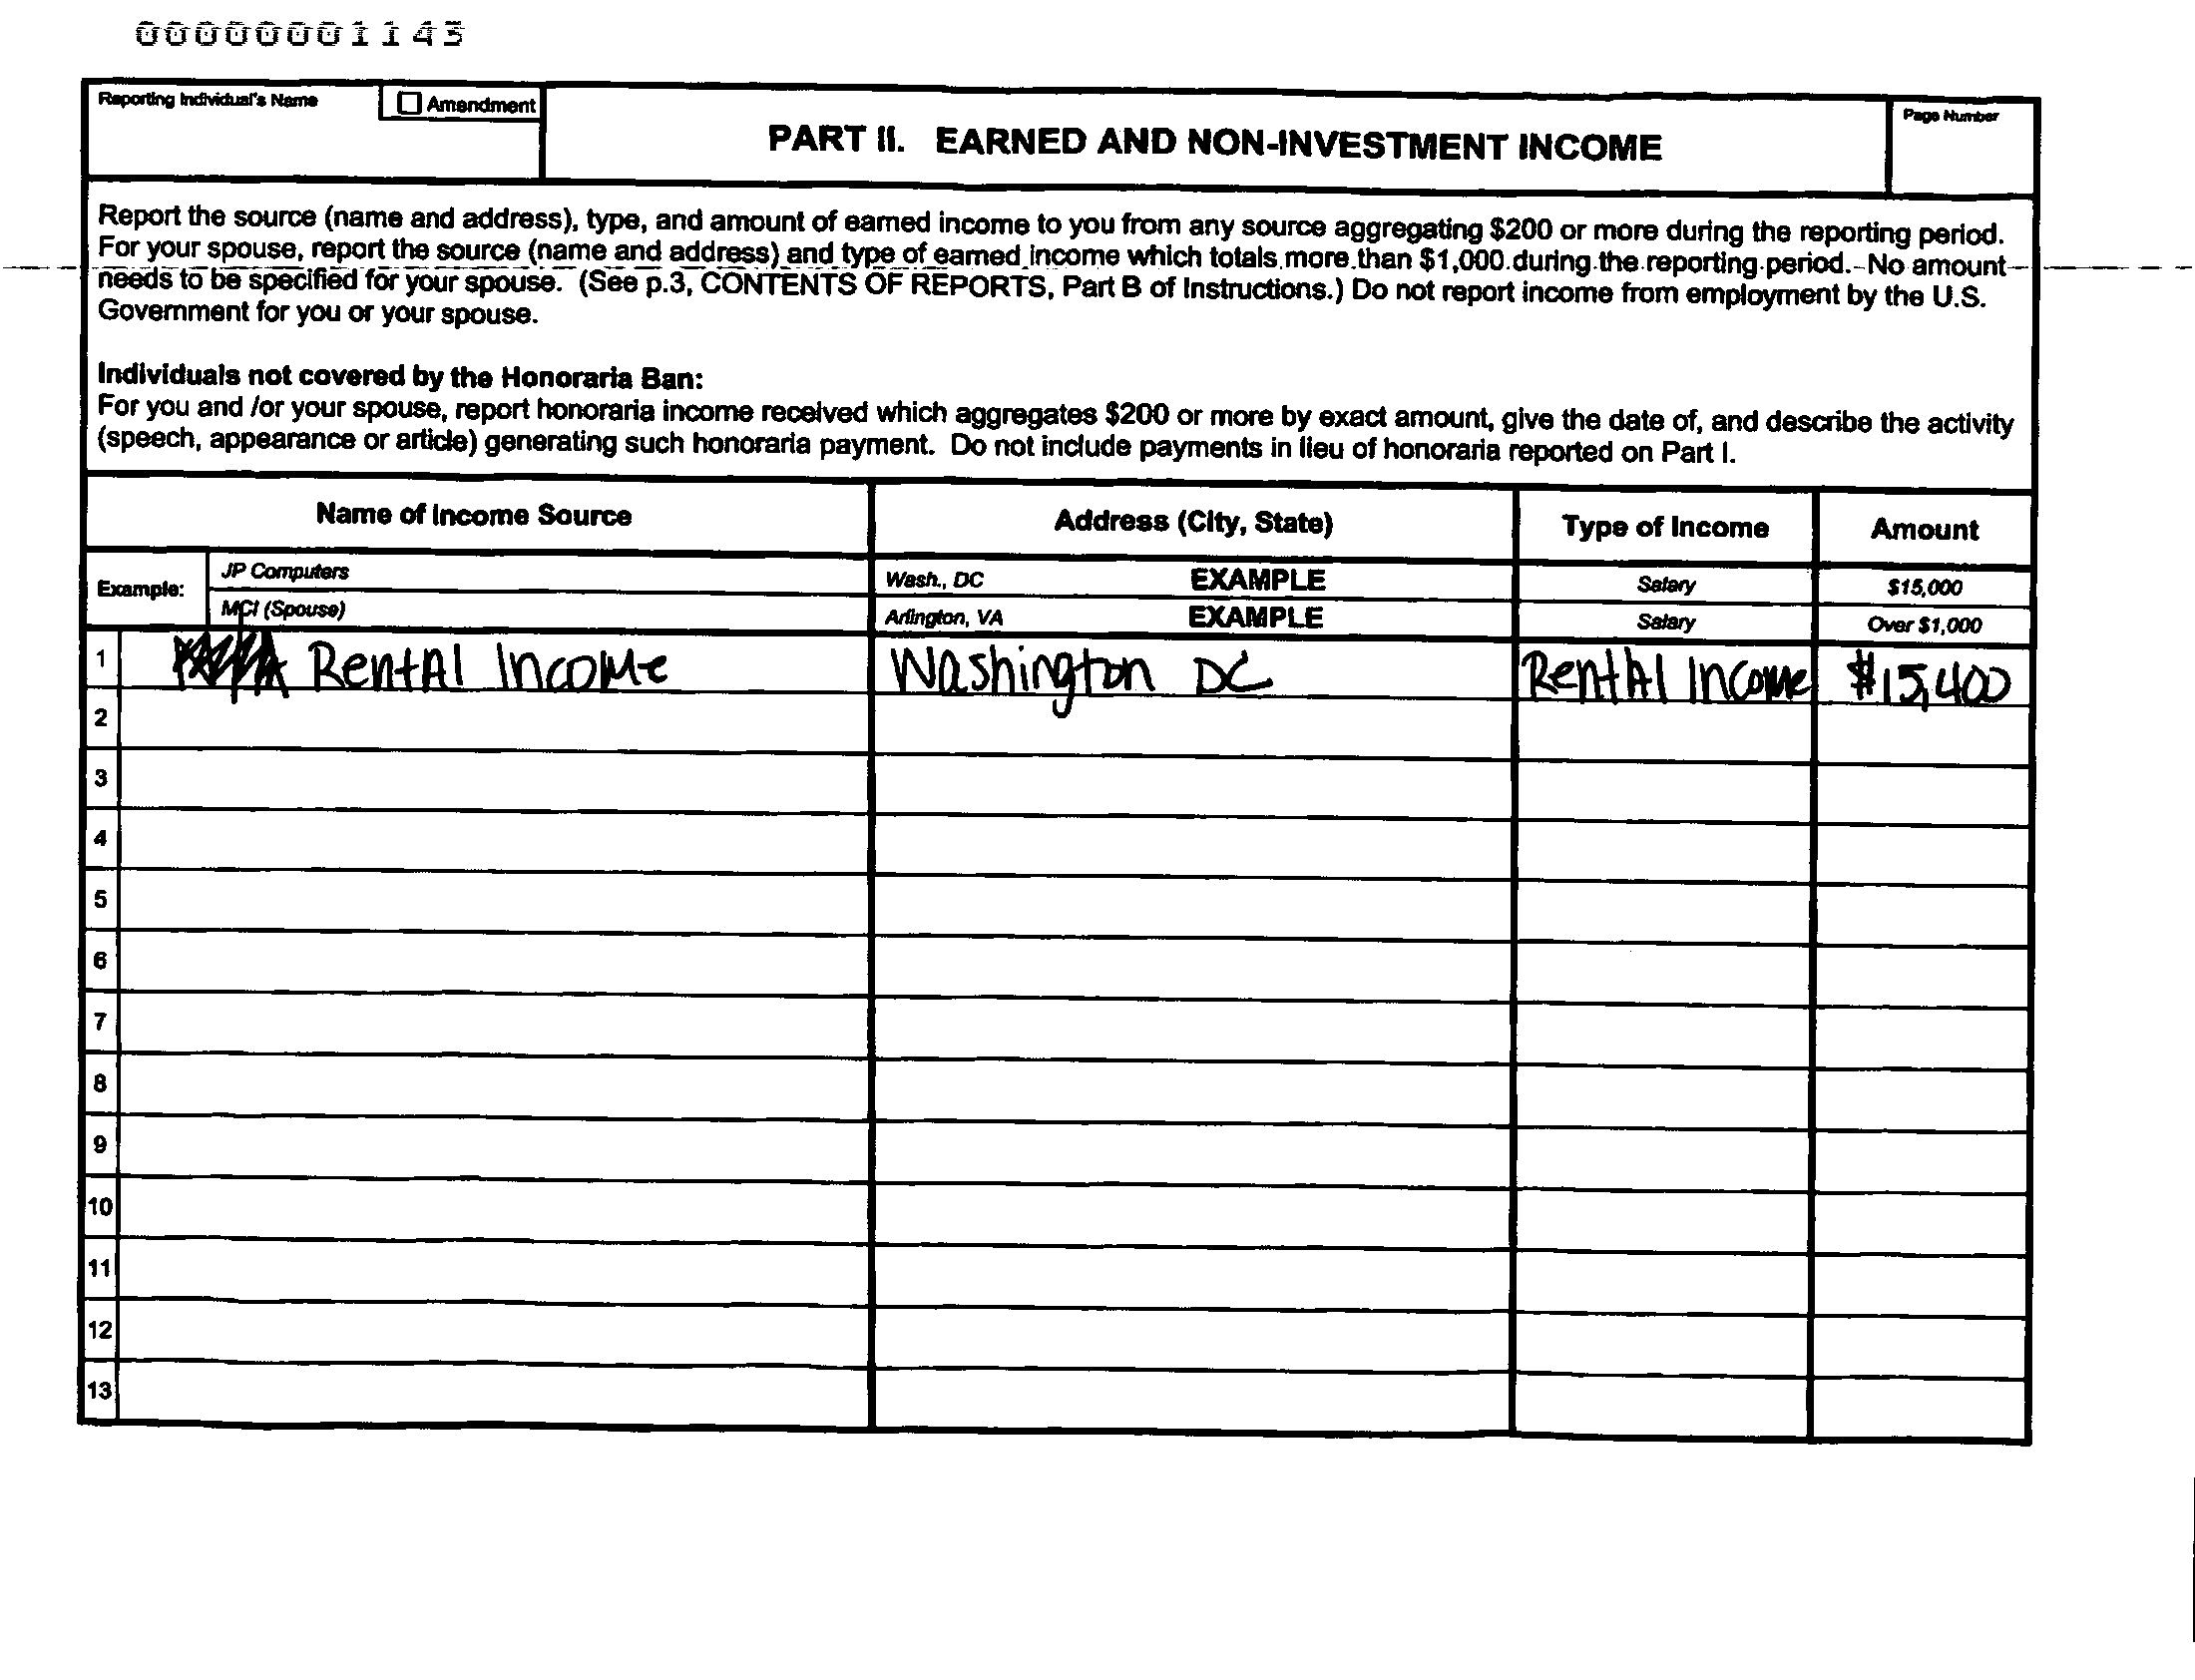 00000001145
Reporting Individual's Name
Amendment
PART II. EARNED AND NON-INVESTMENT INCOME
Page Number
Report the source (name and address), type, and amount of earned income to you from any source aggregating $200 or more during the reporting period.
For your spouse, report the source (name and address) and type of earned income which totals more than $1,000 during the reporting period. No amount
needs to be specified for your spouse. (See p.3, CONTENTS OF REPORTS, Part B of Instructions.) Do not report income from employment by the U.S.
Government for you or your spouse.
Individuals not covered by the Honoraria Ban:
For you and /or your spouse, report honoraria income received which aggregates $200 or more by exact amount, give the date of, and describe the activity
(speech, appearance or article) generating such honoraria payment. Do not include payments in lieu of honoraria reported on Part I.
Name of Income Source Address (City, State) Type of Income Amount
Example: JP Computers Wash., DC EXAMPLE Salary $15,000
MCI (Spouse) Arlington, VA EXAMPLE Salary Over $1,000
1 Rental Income Washington DC Rental Income $15,400
2
3
4
5
6
7
8
9
10
11
12
13